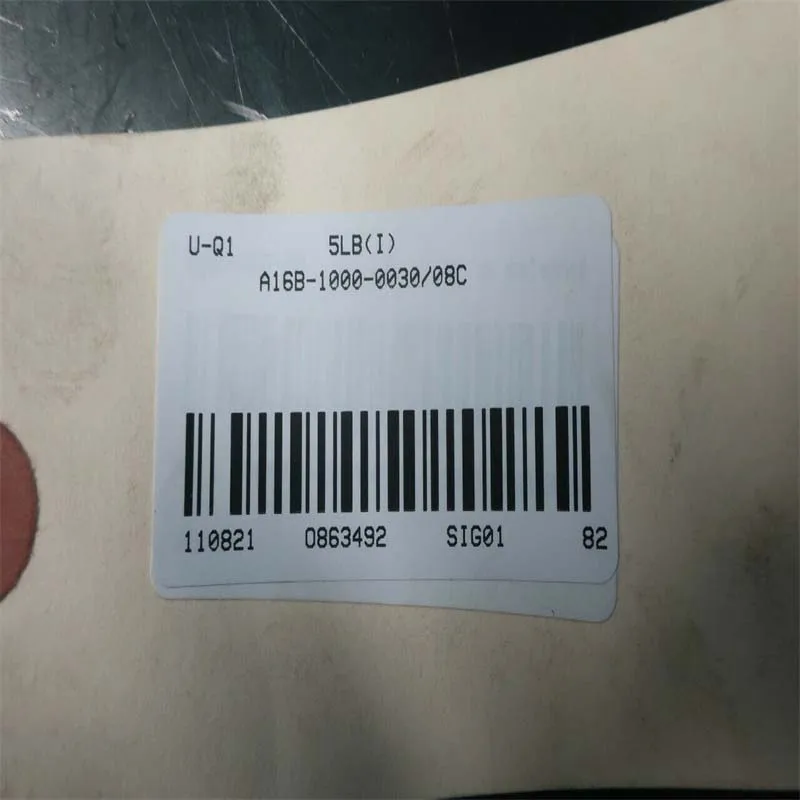 U-Q1 5LB(I)
A16B-1000-0030/08C
110821 0863492 SIG01 82